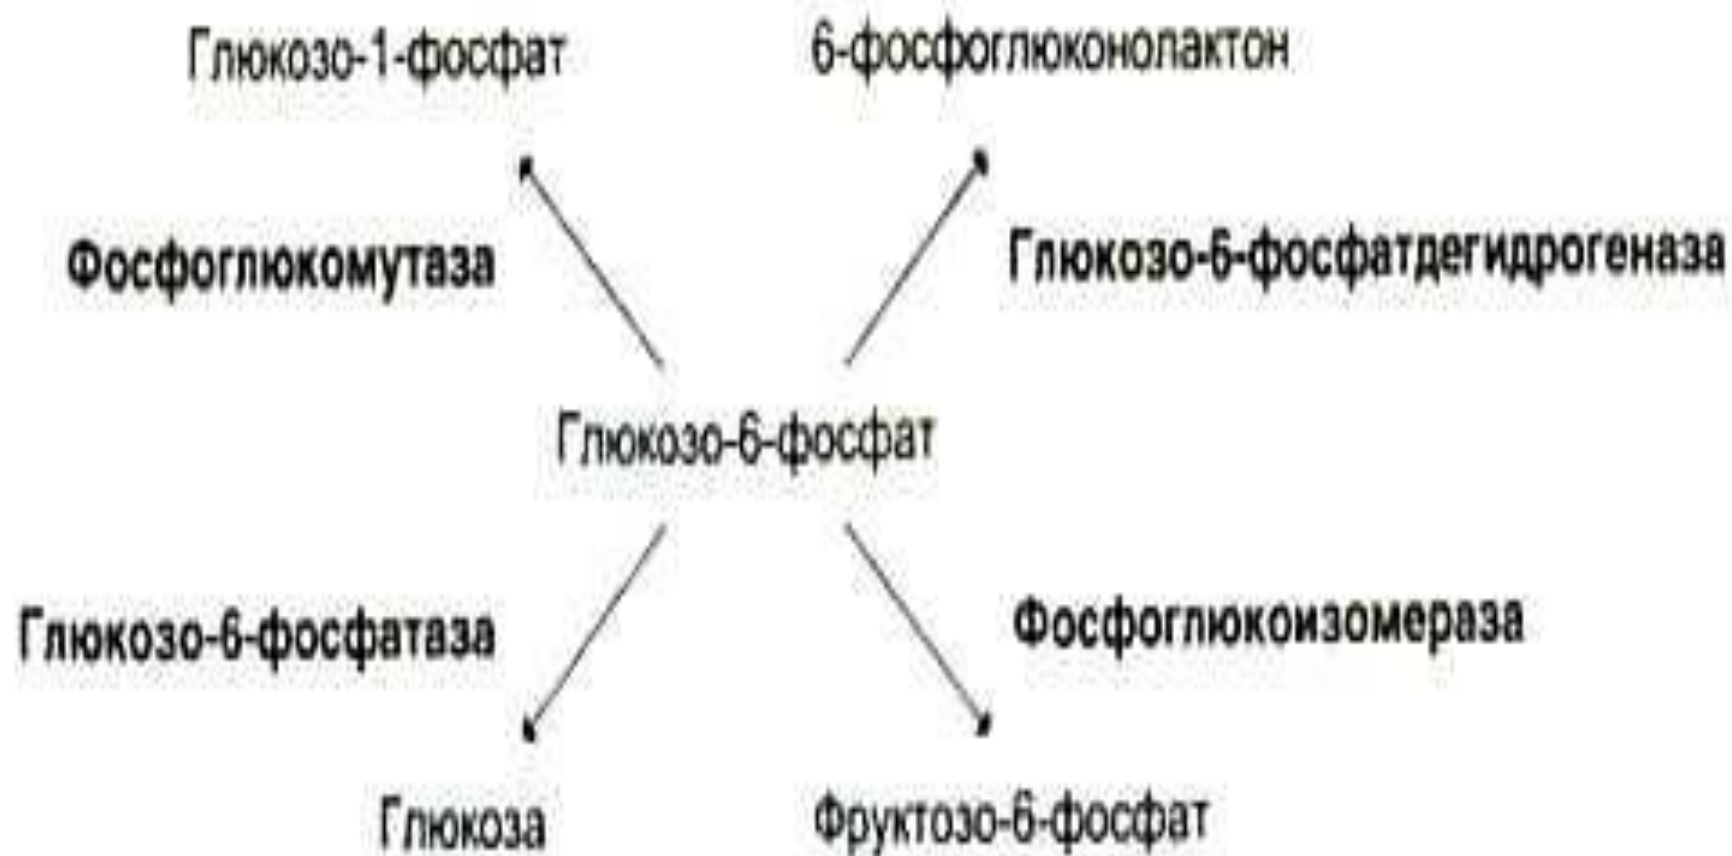 Глюкозо-1-фосфат
6-фосфоглюконолактон
Фосфоглюкомутаза
Глюкозо-6-фосфатдегидрогеназа
Глюкозо-6-фосфат
Глюкозо-6-фосфатаза
Фосфоглюкоизомераза
Глюкоза
Фруктозо-6-фосфат